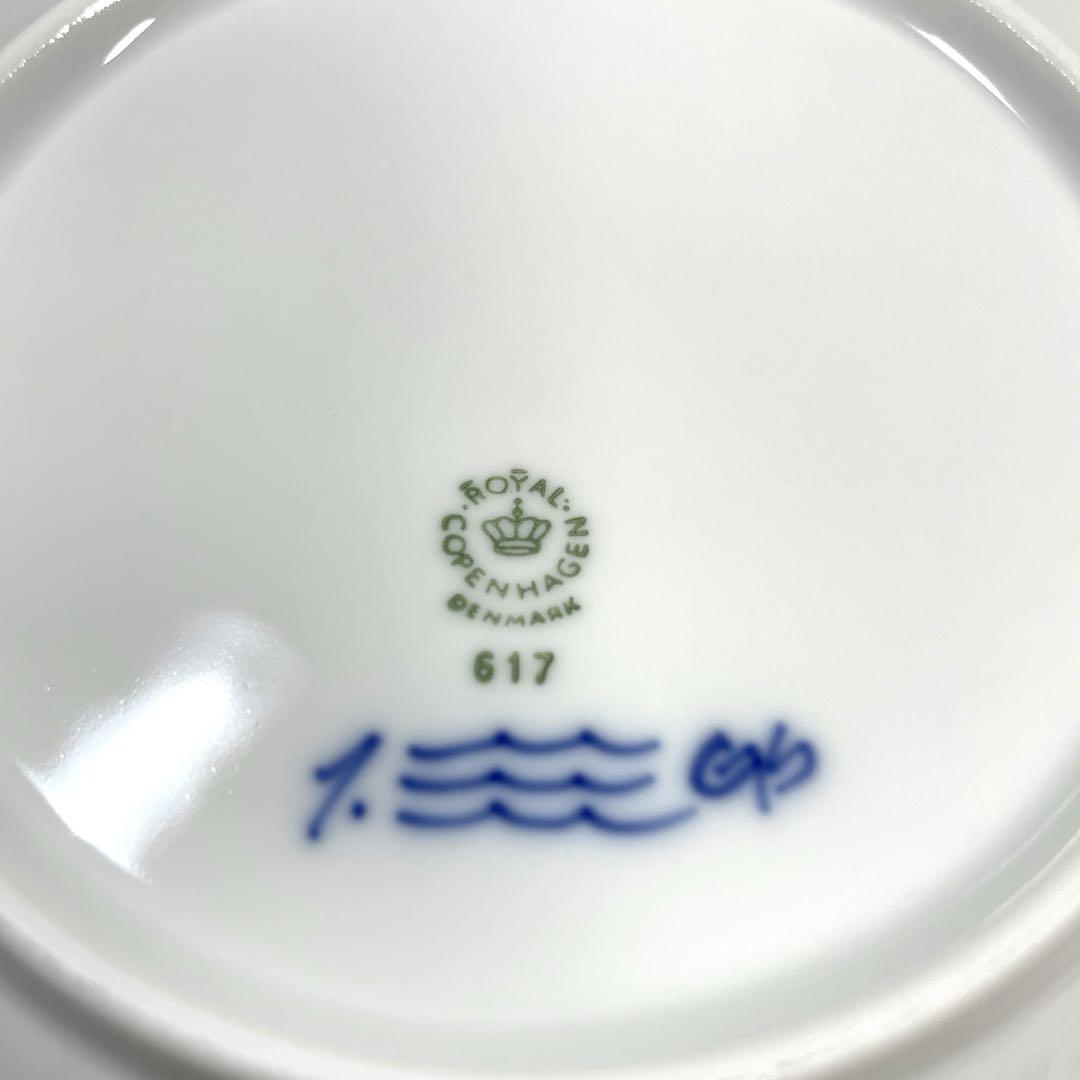 ROYAL
COPENHAGEN
DENMARK
617
1.